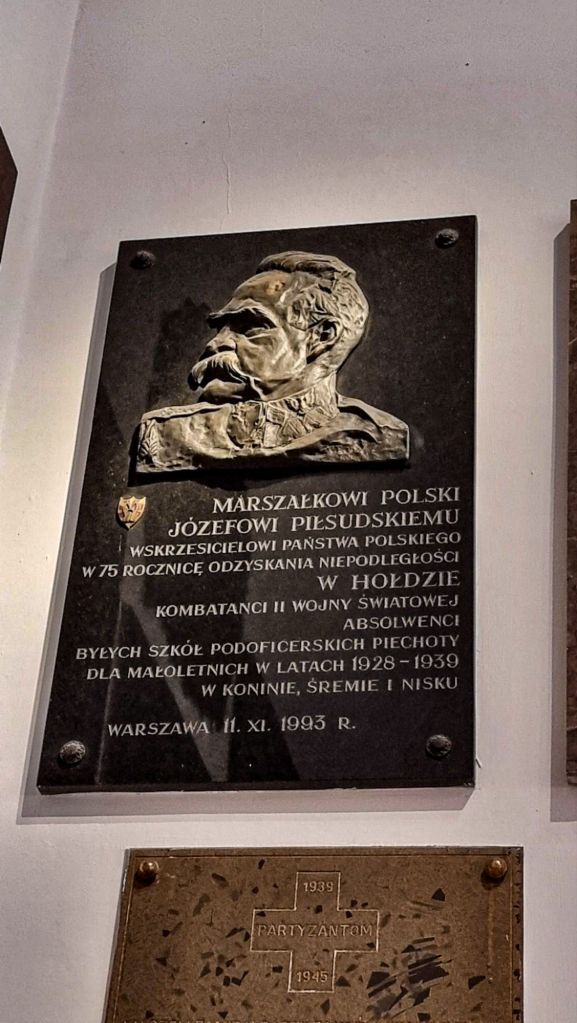 MARSZAŁKOWI POLSKI
JÓZEFOWI PIŁSUDSKIEMU
WSKRZESICIELOWI PAŃSTWA POLSKIEGO
W 75 ROCZNICĘ ODZYSKANIA NIEPODLEGŁOŚCI
W HOŁDZIE
KOMBATANCI II WOJNY ŚWIATOWEJ
ABSOLWENCI
BYŁYCH SZKÓŁ PODOFICERSKICH PIECHOTY
DLA MAŁOLETNICH W LATACH 1928-1939
W KONINIE, ŚREMIE I NISKU
WARSZAWA 11. XI. 1993 R.
1939
PARTYZANTOM
1945